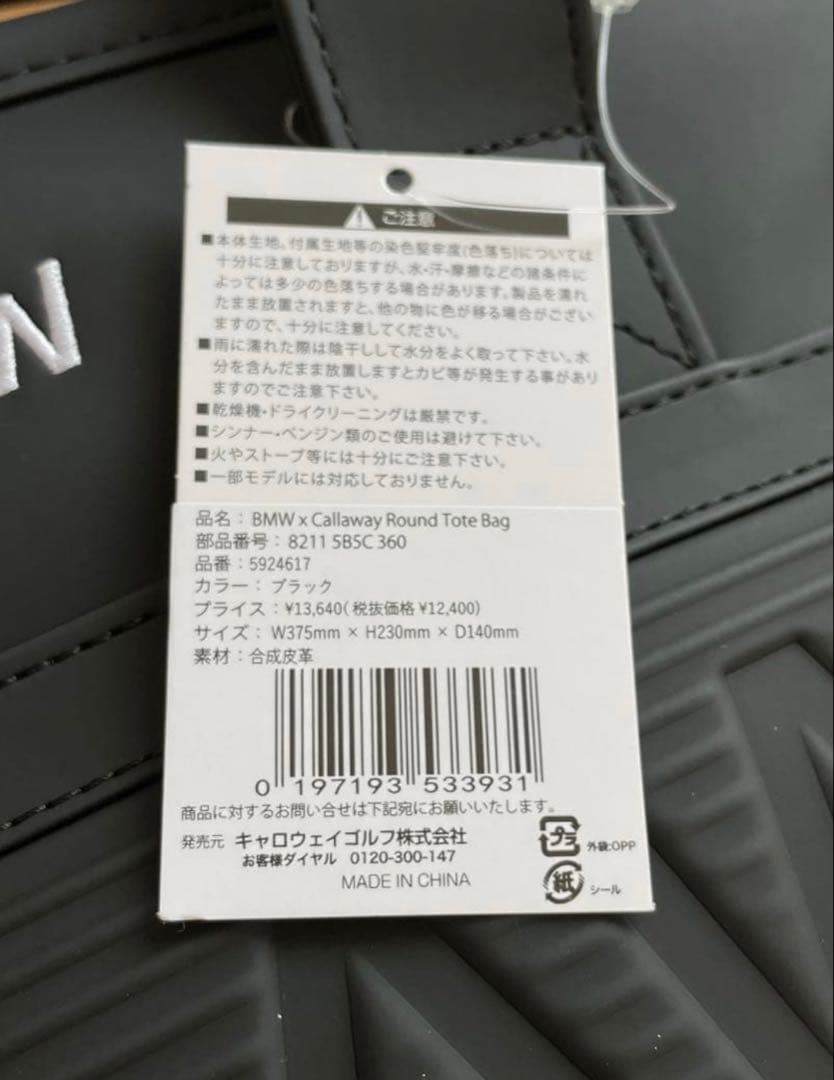 ご注意
■本体生地。付属生地等の染色堅牢度(色落ち)については
十分に注意しておりますが、水・汗・摩擦などの諸条件に
よっては多少の色落ちする場合があります。製品を濡れ
たまま放置されますと、他の物に色が移る場合がござい
ますので、十分に注意してください。
■雨に濡れた際は陰干しして水分をよく取って下さい。水
分を含んだまま放置しますとカビ等が発生する事があり
ますのでご注意下さい。
■乾燥機・ドライクリーニングは厳禁です。
■シンナー・ベンジン類のご使用は避けて下さい。
■火やストーブ等には十分にご注意下さい。
■一部モデルには対応しておりません。
品名：BMW x Callaway Round Tote Bag
部品番号：8211 5B5C 360
品番：5924617
カラー：ブラック
プライス：¥13,640(税抜価格¥12,400)
サイズ：W375mm × H230mm × D140mm
素材：合成皮革
0 197193 533931
商品に対するお問い合せは下記宛にお願いいたします。
発売元 キャロウェイゴルフ株式会社
お客様ダイヤル 0120-300-147
MADE IN CHINA
プラ 外袋:OPP
紙 シール
W